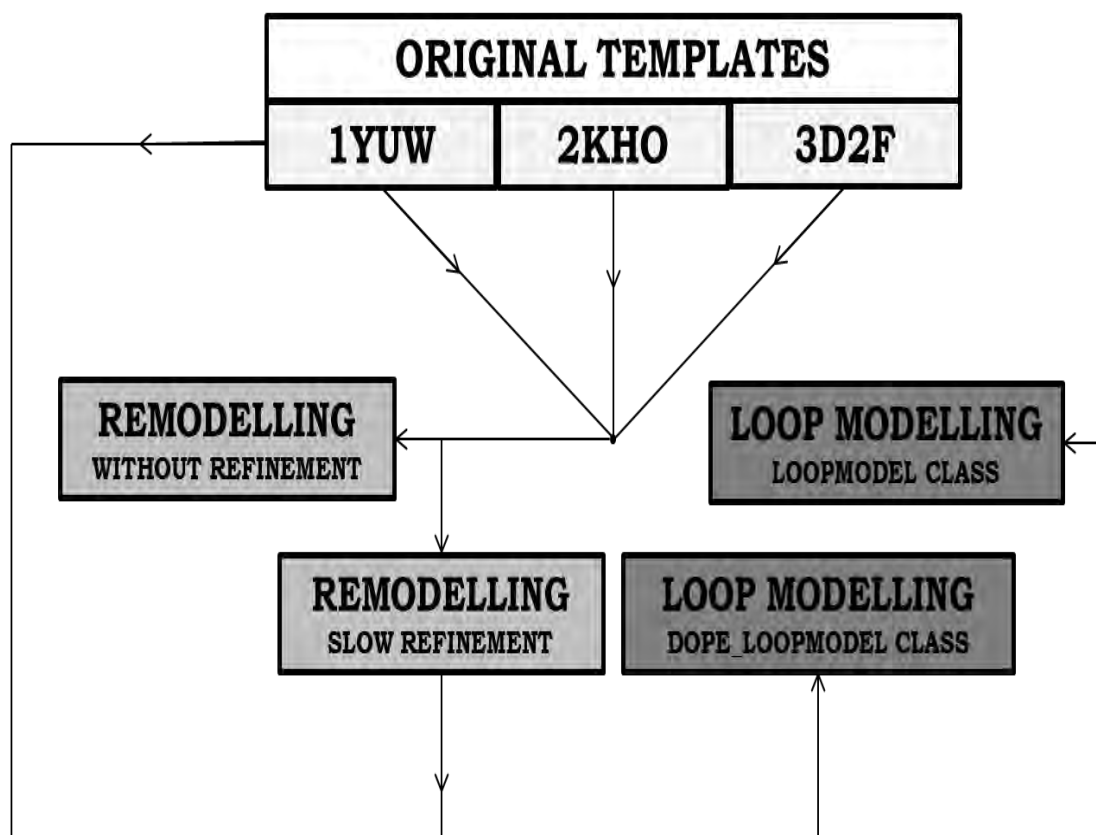 ORIGINAL TEMPLATES
1YUW 2KHO 3D2F
REMODELLING
WITHOUT REFINEMENT
LOOP MODELLING
LOOPMODEL CLASS
REMODELLING
SLOW REFINEMENT
LOOP MODELLING
DOPE_LOOPMODEL CLASS